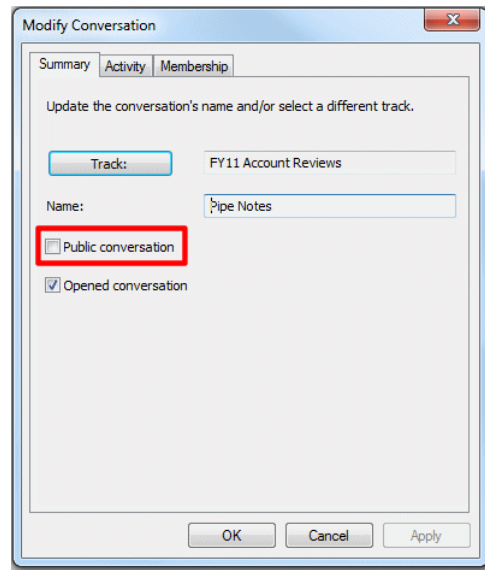 Modify Conversation
Summary Activity Membership
Update the conversation's name and/or select a different track.
Track: FY11 Account Reviews
Name: Pipe Notes
Public conversation
Opened conversation
OK Cancel Apply